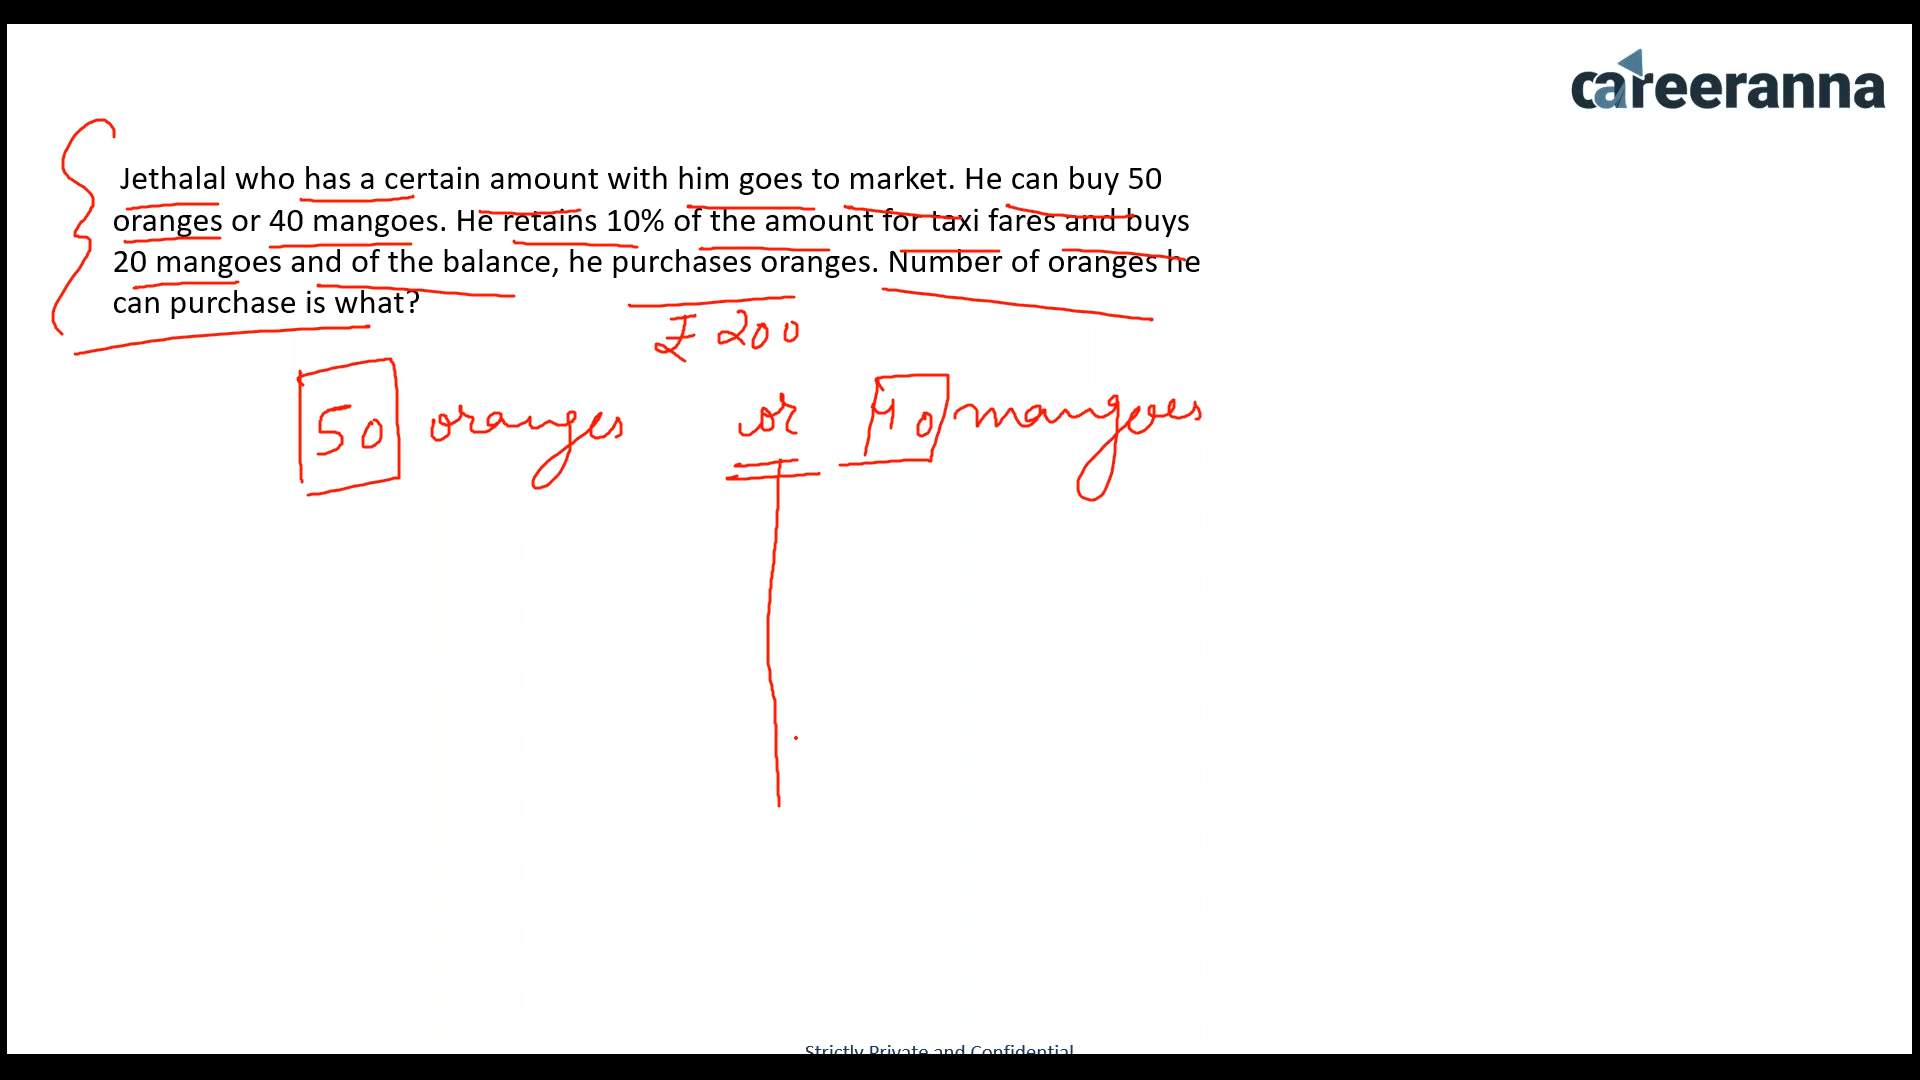 careeranna
Jethalal who has a certain amount with him goes to market. He can buy 50
oranges or 40 mangoes. He retains 10% of the amount for taxi fares and buys
20 mangoes and of the balance, he purchases oranges. Number of oranges he
can purchase is what?
₹ 200
50 oranges or 40 mangoes
Strictly Private and Confidential